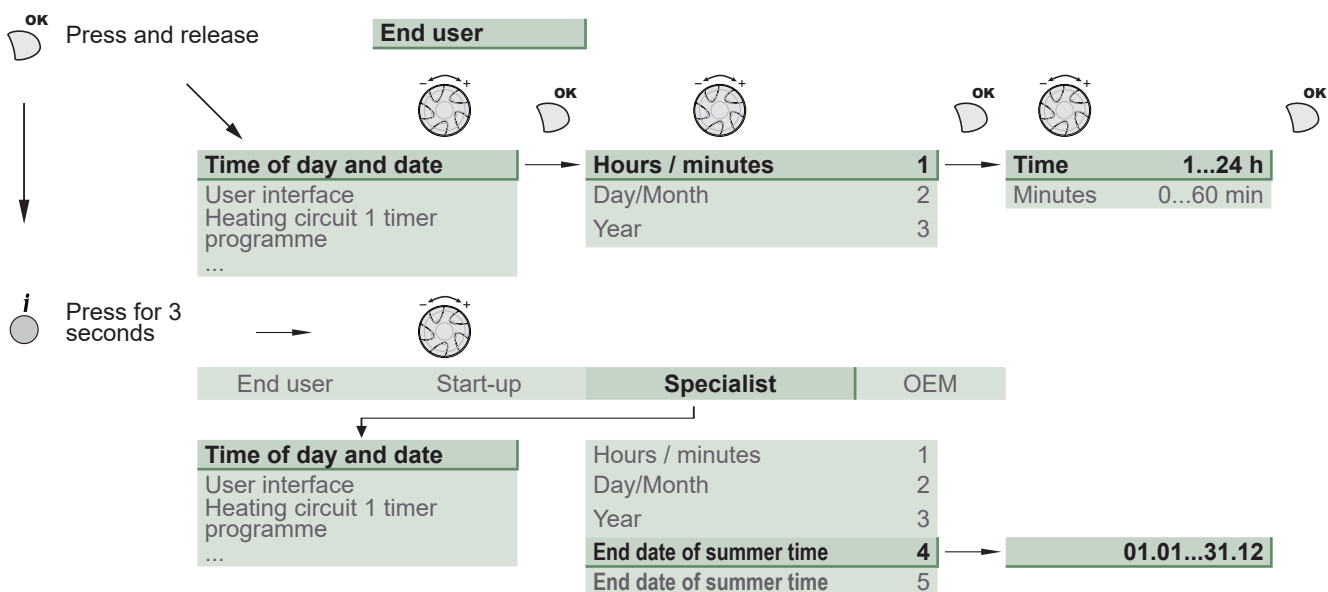 OK
Press and release
End user
- +
OK
- +
OK
- +
OK
Time of day and date
Hours / minutes 1
Time 1...24 h
User interface
Day/Month 2
Minutes 0...60 min
Heating circuit 1 timer
programme
Year 3
...
i
Press for 3
seconds
- +
End user Start-up Specialist OEM
Time of day and date
Hours / minutes 1
User interface
Day/Month 2
Heating circuit 1 timer
programme
Year 3
...
End date of summer time 4
01.01...31.12
End date of summer time 5